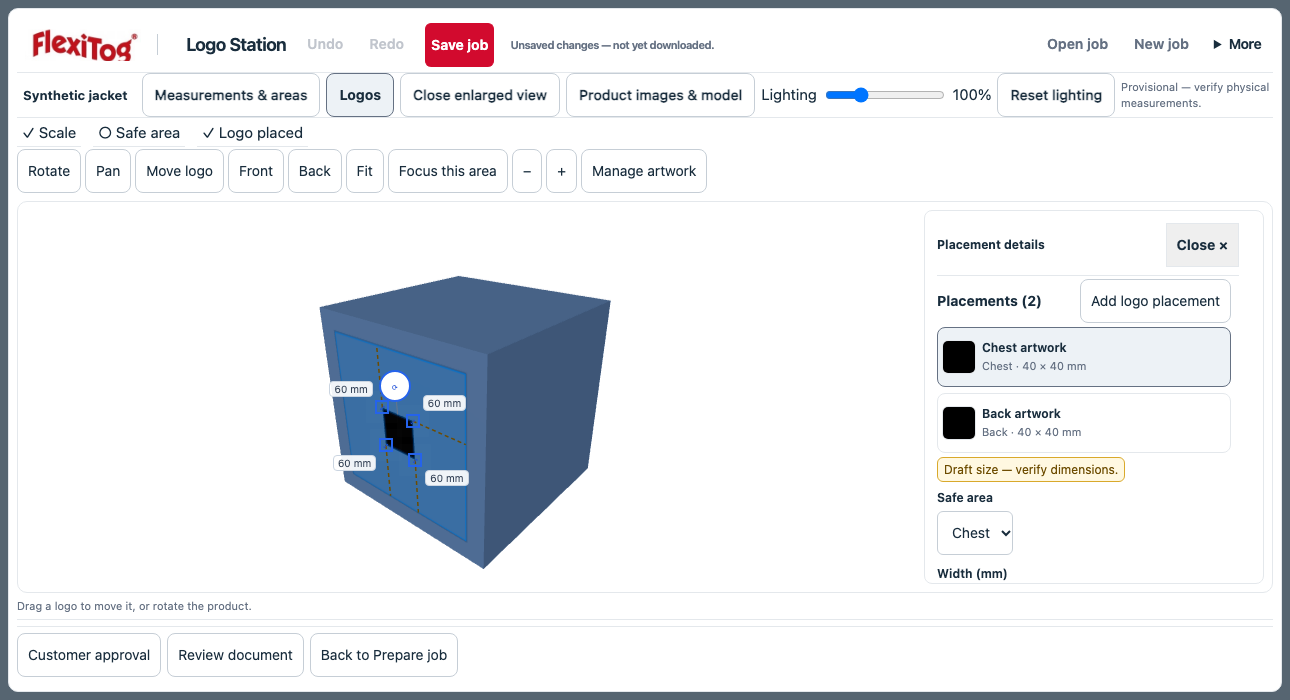 FlexiTog®
Logo Station
Undo
Redo
Save job
Unsaved changes — not yet downloaded.
Open job
New job
▶ More
Synthetic jacket
Measurements & areas
Logos
Close enlarged view
Product images & model
Lighting
100%
Reset lighting
Provisional — verify physical
measurements.
✓ Scale
Safe area
✓ Logo placed
Rotate
Pan
Move logo
Front
Back
Fit
Focus this area
−
+
Manage artwork
60 mm
60 mm
60 mm
60 mm
Placement details
Close ×
Placements (2)
Add logo placement
Chest artwork
Chest · 40 × 40 mm
Back artwork
Back · 40 × 40 mm
Draft size — verify dimensions.
Safe area
Chest
Width (mm)
Drag a logo to move it, or rotate the product.
Customer approval
Review document
Back to Prepare job